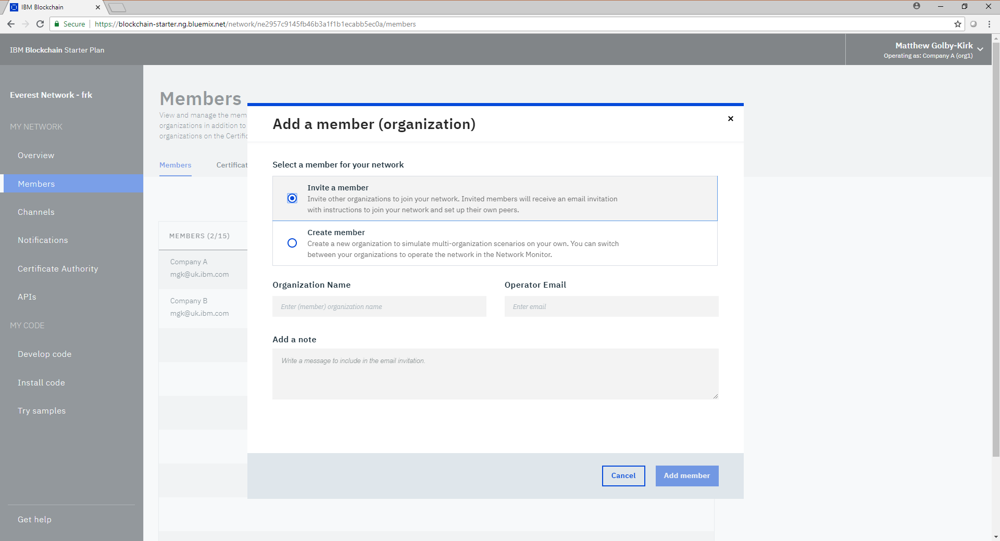 IBM Blockchain
Secure
https://blockchain-starter.ng.bluemix.net/network/ne2957c9145fb46b3a1f1b1ecabb5ec0a/members
IBM Blockchain Starter Plan
Matthew Golby-Kirk
Operating as: Company A (org1)
Everest Network - frk
MY NETWORK
Overview
Members
Channels
Notifications
Certificate Authority
APIs
MY CODE
Develop code
Install code
Try samples
Get help
Members
View and manage the mem
organizations in addition to
organizations on the Certific
Members
Certificat
MEMBERS (2/15)
Company A
mgk@uk.ibm.com
Company B
mgk@uk.ibm.com
Add a member (organization)
Select a member for your network
Invite a member
Invite other organizations to join your network. Invited members will receive an email invitation
with instructions to join your network and set up their own peers.
Create member
Create a new organization to simulate multi-organization scenarios on your own. You can switch
between your organizations to operate the network in the Network Monitor.
Organization Name
Operator Email
Enter (member) organization name
Enter email
Add a note
Write a message to include in the email invitation.
Cancel
Add member